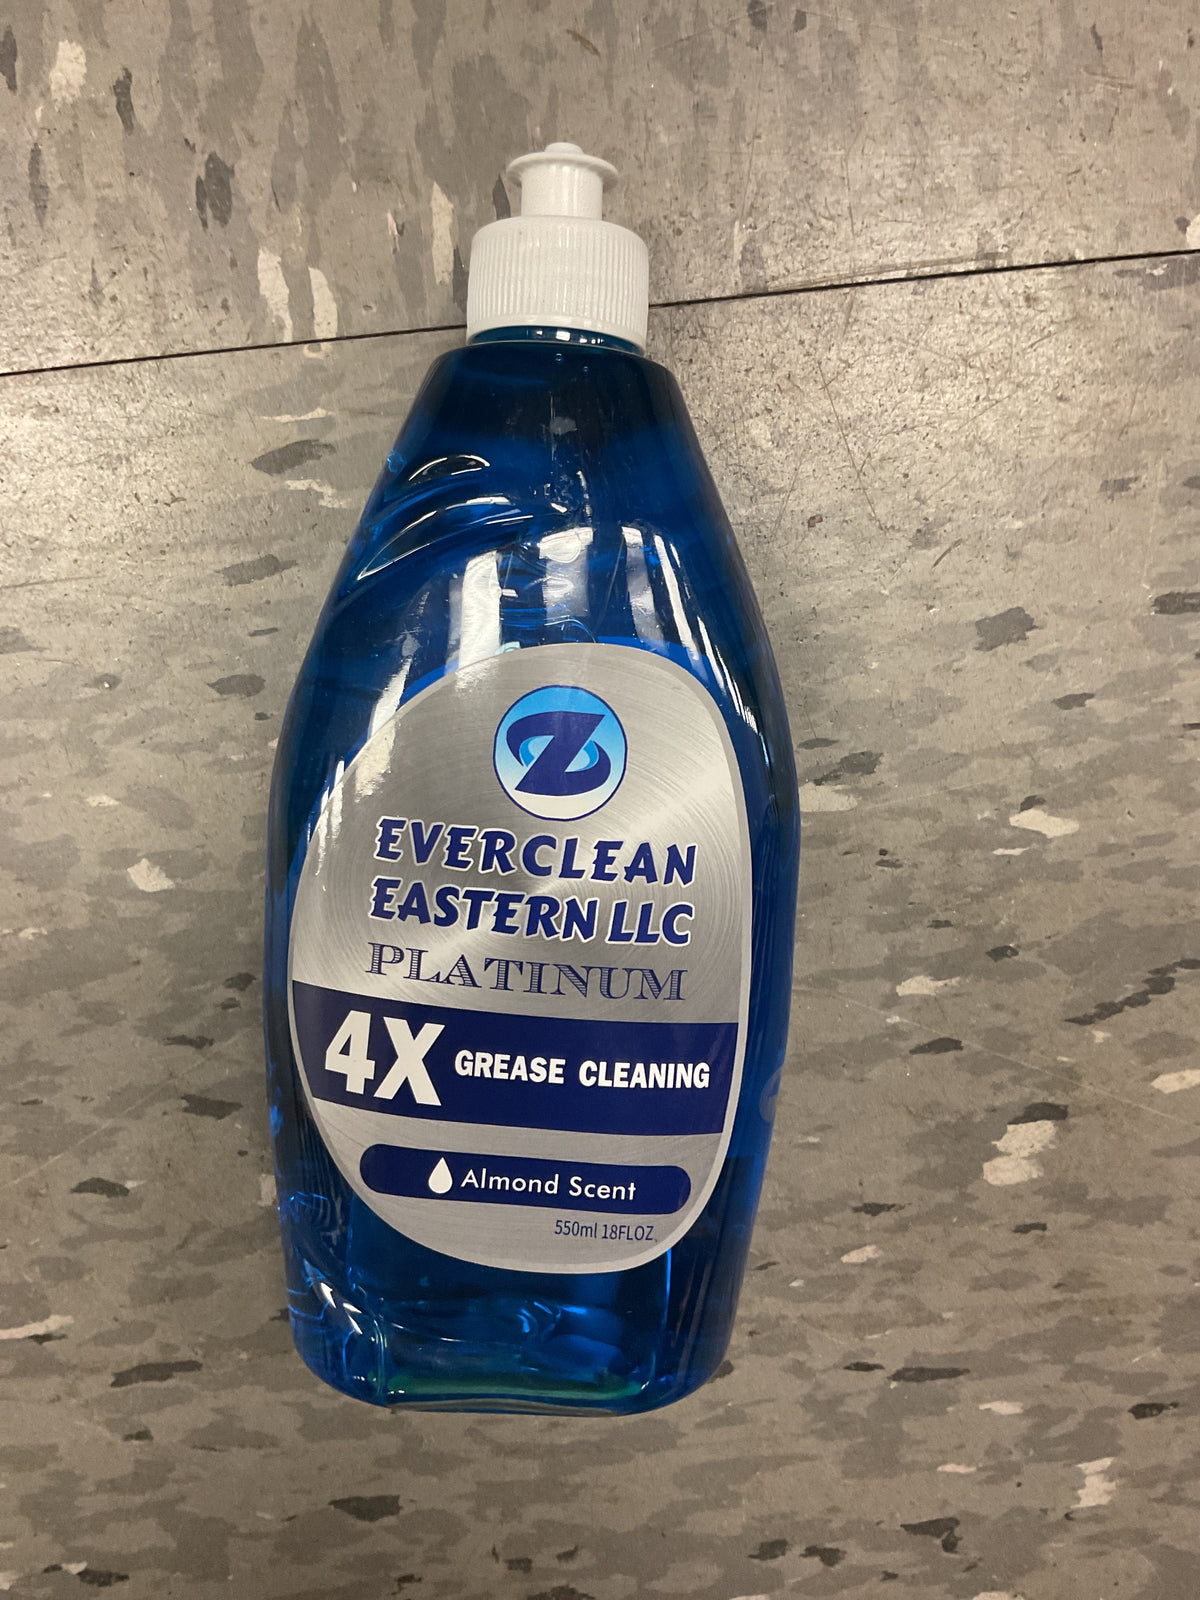 Z
EVERCLEAN
EASTERN LLC
PLATINUM
4X GREASE CLEANING
Almond Scent
550ml 18FLOZ